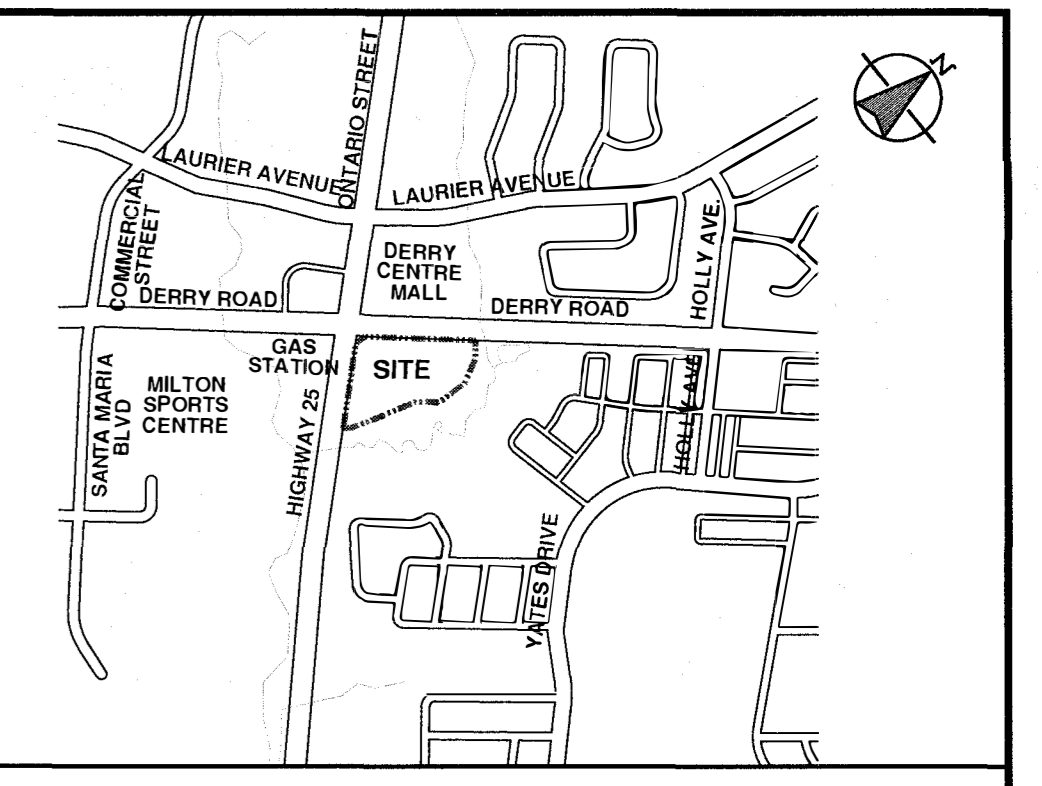 N
ONTARIO STREET
LAURIER AVENUE
LAURIER AVENUE
COMMERCIAL
STREET
DERRY
CENTRE
MALL
HOLLY AVE.
DERRY ROAD
DERRY ROAD
GAS
STATION
SITE
MILTON
SPORTS
CENTRE
SANTA MARIA
BLVD
HIGHWAY 25
HOLLY AVE
YATES DRIVE